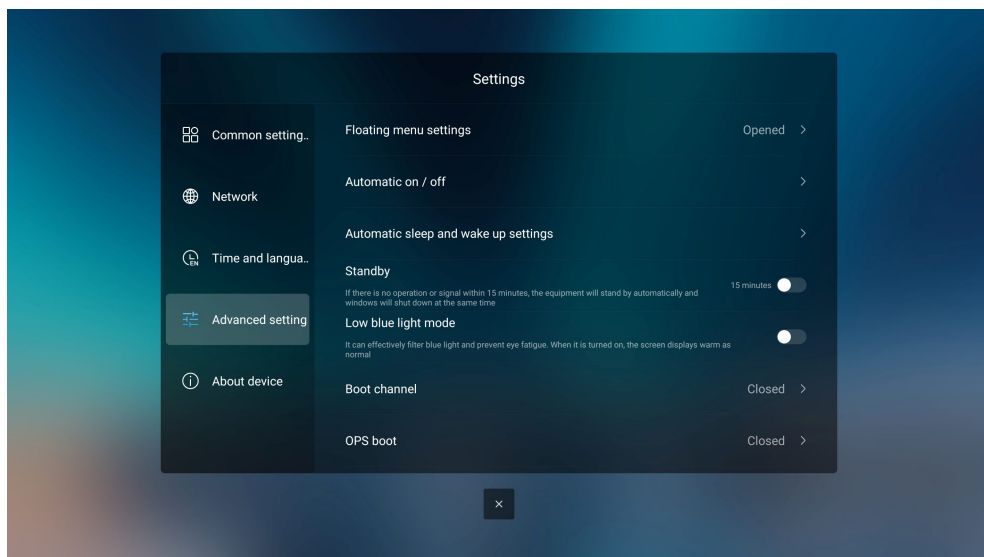 Settings
Common setting..
Network
EN
Time and langua..
Advanced setting
About device
Floating menu settings
Opened
Automatic on / off
Automatic sleep and wake up settings
Standby
If there is no operation or signal within 15 minutes, the equipment will stand by automatically and
windows will shut down at the same time
15 minutes
Low blue light mode
It can effectively filter blue light and prevent eye fatigue. When it is turned on, the screen displays warm as
normal
Boot channel
Closed
OPS boot
Closed